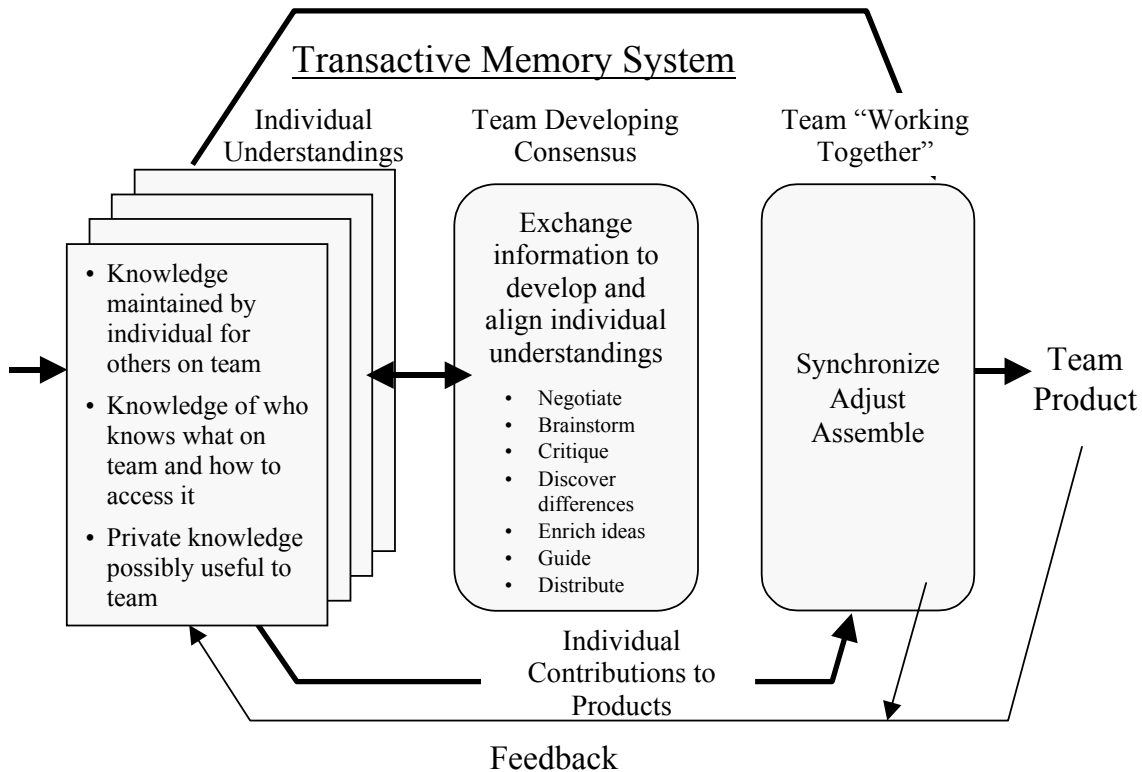 Transactive Memory System
Individual
Understandings
Team Developing
Consensus
Team “Working
Together”
• Knowledge
maintained by
individual for
others on team
• Knowledge of who
knows what on
team and how to
access it
• Private knowledge
possibly useful to
team
Exchange
information to
develop and
align individual
understandings
• Negotiate
• Brainstorm
• Critique
• Discover
differences
• Enrich ideas
• Guide
• Distribute
Synchronize
Adjust
Assemble
Team
Product
Individual
Contributions to
Products
Feedback